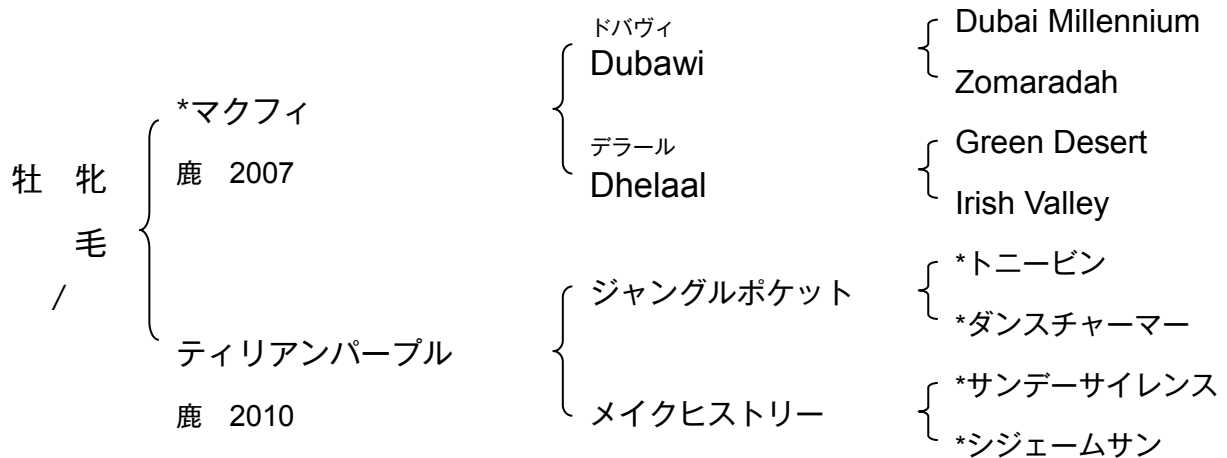 牡 牝
毛
/
*マクフィ
鹿 2007
ティリアンパープル
鹿 2010
ドバヴィ
Dubawi
デラール
Dhelaal
ジャングルポケット
メイクヒストリー
Dubai Millennium
Zomaradah
Green Desert
Irish Valley
*トニービン
*ダンスチャーマー
*サンデーサイレンス
*シジェームサン